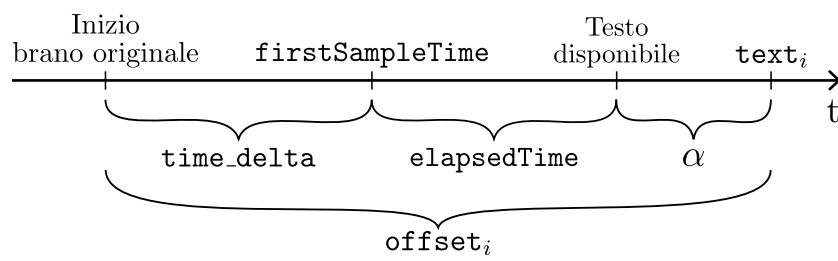 Inizio
brano originale
firstSampleTime
Testo
disponibile
text_i
t
time_delta
elapsedTime
α
offset_i